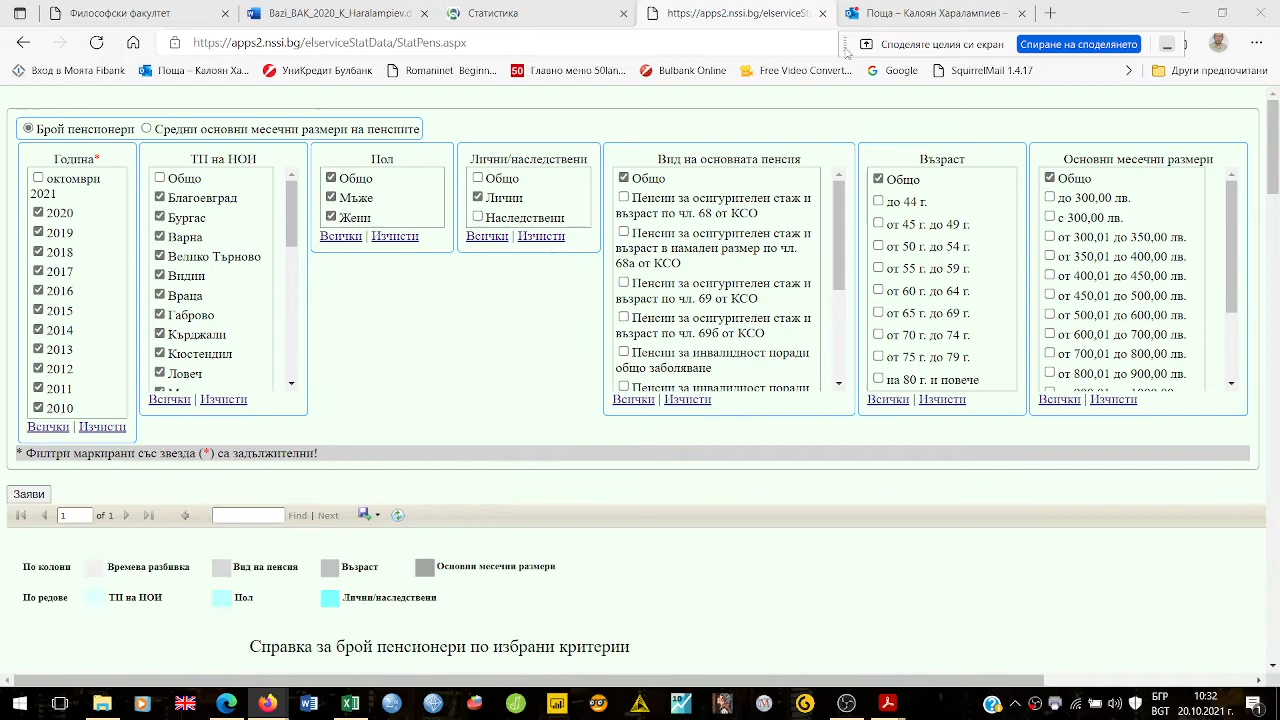 Философски факултет
Bazi_BAK_2020_K_Haralampiev.d
Статистика
https://apps2.nssi.bg/elserviceSta
Поща – Калоян Харалампиев –
https://apps2.nssi.bg/elserviceStatData/StatPens.aspx
Споделяте целия си екран
Спиране на споделянето
Вход в Моята Fibank
Поща – Калоян Хар...
УниКредит Булбанк
Romaninet Beginn...
50 Главно меню 50lan...
Bulbank Online
Free Video Convert...
Google
SquirrelMail 1.4.17
Други предпочитани
Брой пенсионери Средни основни месечни размери на пенсиите
Година*
октомври
2021
2020
2019
2018
2017
2016
2015
2014
2013
2012
2011
2010
Всички | Изчисти
ТП на НОИ
Общо
Благоевград
Бургас
Варна
Велико Търново
Видин
Враца
Габрово
Кърджали
Кюстендил
Ловеч
Всички | Изчисти
Пол
Общо
Мъже
Жени
Всички | Изчисти
Лични/наследствени
Общо
Лични
Наследствени
Всички | Изчисти
Вид на основната пенсия
Общо
Пенсии за осигурителен стаж и
възраст по чл. 68 от КСО
Пенсии за осигурителен стаж и
възраст в намален размер по чл.
68а от КСО
Пенсии за осигурителен стаж и
възраст по чл. 69 от КСО
Пенсии за осигурителен стаж и
възраст по чл. 69б от КСО
Пенсии за инвалидност поради
общо заболяване
Пенсии за инвалидност поради
Всички | Изчисти
Възраст
Общо
до 44 г.
от 45 г. до 49 г.
от 50 г. до 54 г.
от 55 г. до 59 г.
от 60 г. до 64 г.
от 65 г. до 69 г.
от 70 г. до 74 г.
от 75 г. до 79 г.
на 80 г. и повече
Всички | Изчисти
Основни месечни размери
Общо
до 300,00 лв.
с 300,00 лв.
от 300,01 до 350,00 лв.
от 350,01 до 400,00 лв.
от 400,01 до 450,00 лв.
от 450,01 до 500,00 лв.
от 500,01 до 600,00 лв.
от 600,01 до 700,00 лв.
от 700,01 до 800,00 лв.
от 800,01 до 900,00 лв.
Всички | Изчисти
* Филтри маркирани със звезда (*) са задължителни!
Заяви
1 of 1 Find | Next
По колони Времева разбивка Вид на пенсия Възраст Основни месечни размери
По редове ТП на НОИ Пол Лични/наследствени
Справка за брой пенсионери по избрани критерии
БГР 10:32
BGT 20.10.2021 г.